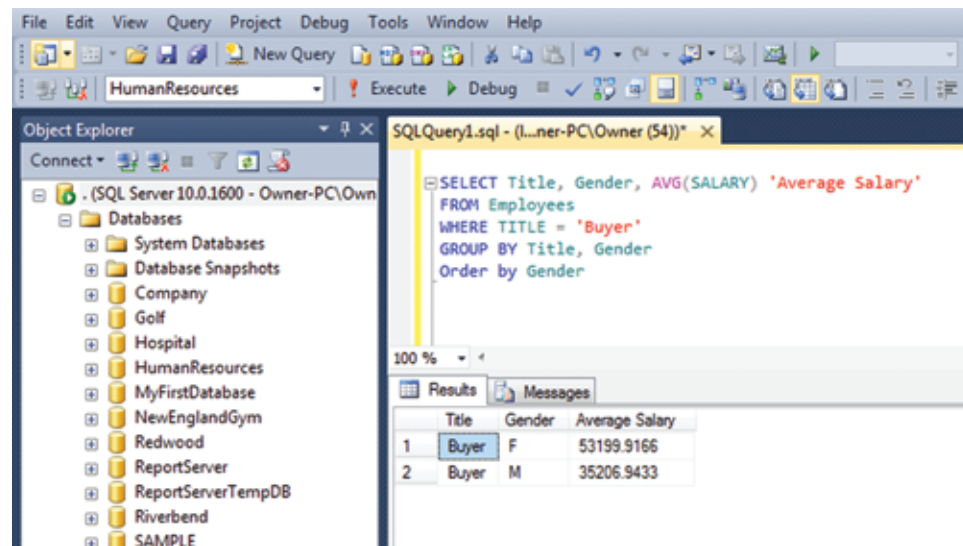 File Edit View Query Project Debug Tools Window Help
New Query
HumanResources Execute Debug
Object Explorer
Connect
. (SQL Server 10.0.1600 - Owner-PC\Own
Databases
System Databases
Database Snapshots
Company
Golf
Hospital
HumanResources
MyFirstDatabase
NewEnglandGym
Redwood
ReportServer
ReportServerTempDB
Riverbend
SAMPLE
SQLQuery1.sql - (l...ner-PC\Owner (54))*
SELECT Title, Gender, AVG(SALARY) 'Average Salary'
FROM Employees
WHERE TITLE = 'Buyer'
GROUP BY Title, Gender
Order by Gender
100 %
Results Messages
Title Gender Average Salary
1 Buyer F 53199.9166
2 Buyer M 35206.9433